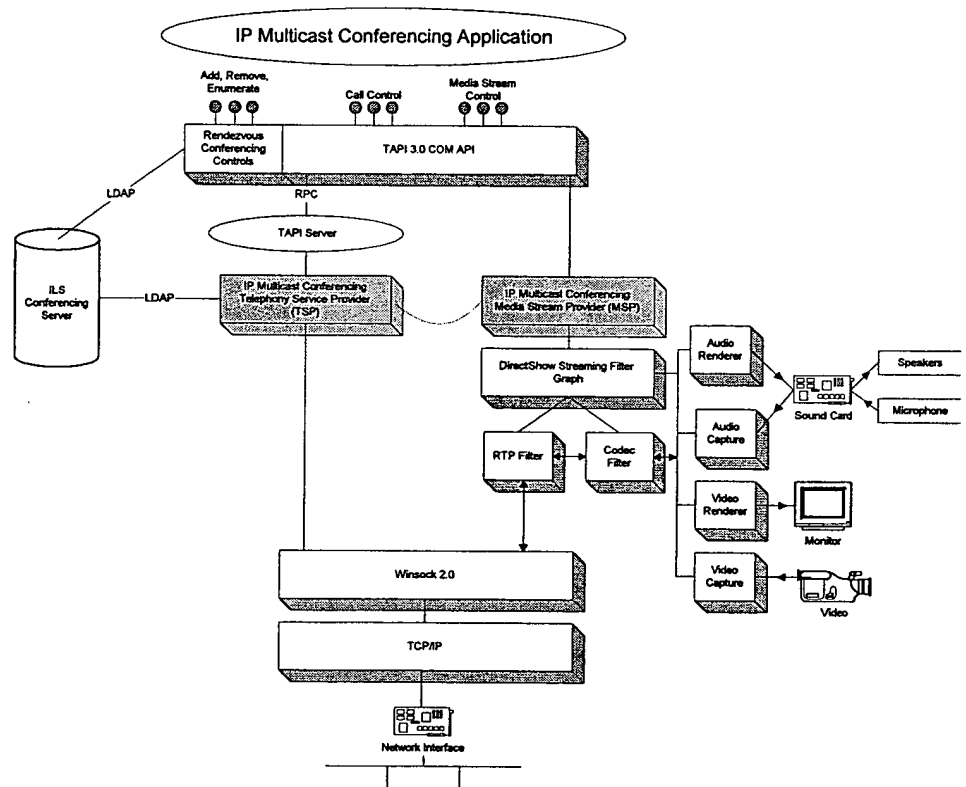 IP Multicast Conferencing Application
Add, Remove,
Enumerate
Call Control
Media Stream
Control
Rendezvous
Conferencing
Controls
TAPI 3.0 COM API
LDAP
RPC
TAPI Server
ILS
Conferencing
Server
LDAP
IP Multicast Conferencing
Telephony Service Provider
(TSP)
IP Multicast Conferencing
Media Stream Provider (MSP)
DirectShow Streaming Filter
Graph
Audio
Renderer
Speakers
Sound Card
Microphone
Audio
Capture
RTP Filter
Codec
Filter
Video
Renderer
Monitor
Winsock 2.0
Video
Capture
Video
TCP/IP
Network Interface